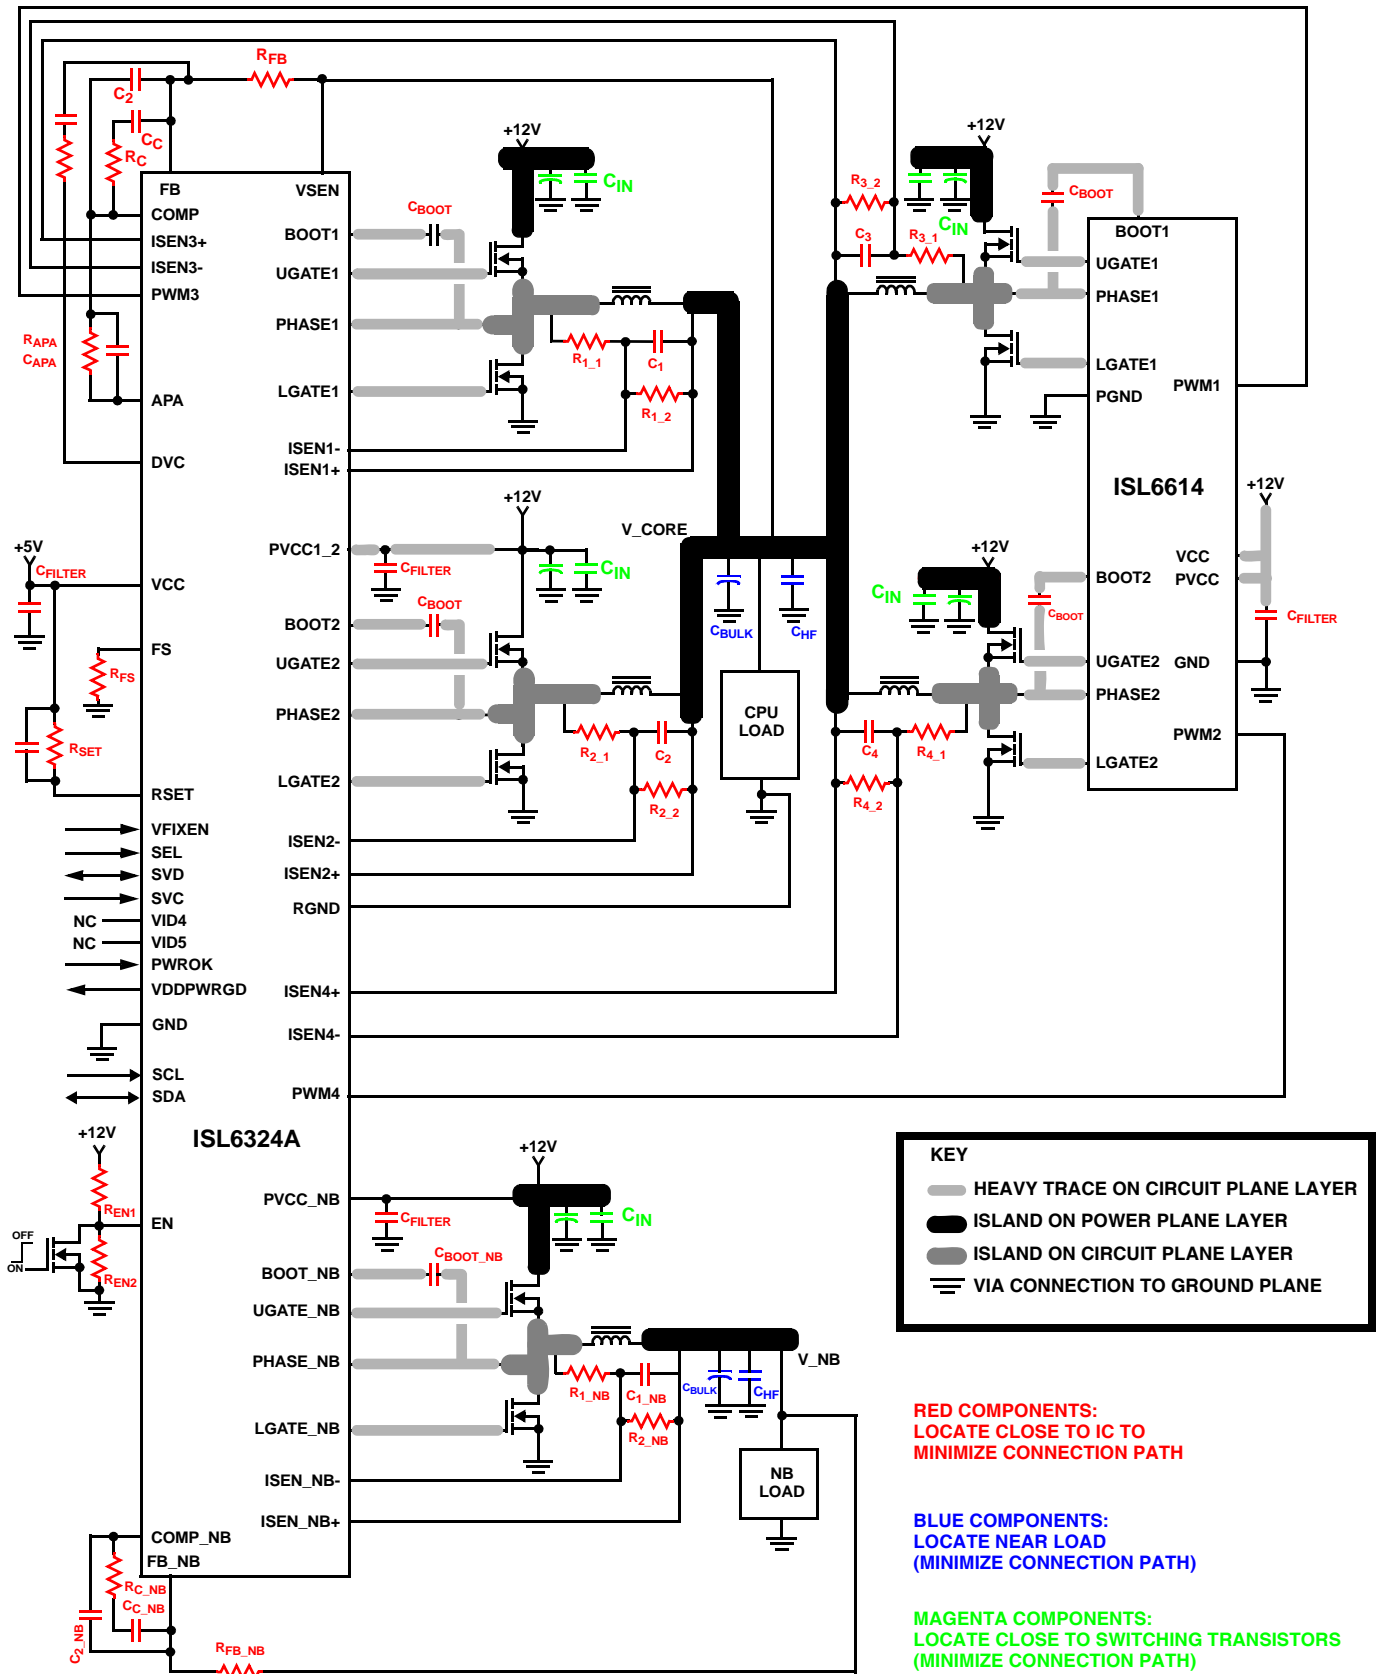 RFB
C2
CC
RC
FB
VSEN
COMP
ISEN3+
ISEN3-
PWM3
RAPA
CAPA
APA
DVC
+5V
CFILTER
VCC
FS
RFS
RSET
RSET
VFIXEN
SEL
SVD
SVC
NC
VID4
NC
VID5
PWROK
VDDPWRGD
GND
SCL
SDA
+12V
ISL6324A
REN1
EN
OFF
ON
REN2
COMP_NB
FB_NB
RC_NB
CC_NB
C2_NB
RFB_NB
+12V
CIN
CBOOT
BOOT1
UGATE1
PHASE1
R1_1
C1
R1_2
LGATE1
ISEN1-
ISEN1+
+12V
PVCC1_2
CFILTER
CIN
CBOOT
BOOT2
UGATE2
PHASE2
R2_1
C2
R2_2
LGATE2
ISEN2-
ISEN2+
RGND
ISEN4+
ISEN4-
PWM4
V_CORE
CBULK
CHF
CPU
LOAD
+12V
R3_2
C3
R3_1
CIN
CBOOT
BOOT1
UGATE1
PHASE1
LGATE1
PWM1
PGND
ISL6614
+12V
VCC
PVCC
CFILTER
+12V
CIN
BOOT2
CBOOT
UGATE2
GND
PHASE2
PWM2
C4
R4_1
LGATE2
R4_2
+12V
PVCC_NB
CFILTER
CIN
CBOOT_NB
BOOT_NB
UGATE_NB
PHASE_NB
R1_NB
C1_NB
R2_NB
LGATE_NB
ISEN_NB-
ISEN_NB+
V_NB
CBULK
CHF
NB
LOAD
KEY
HEAVY TRACE ON CIRCUIT PLANE LAYER
ISLAND ON POWER PLANE LAYER
ISLAND ON CIRCUIT PLANE LAYER
VIA CONNECTION TO GROUND PLANE
RED COMPONENTS:
LOCATE CLOSE TO IC TO
MINIMIZE CONNECTION PATH
BLUE COMPONENTS:
LOCATE NEAR LOAD
(MINIMIZE CONNECTION PATH)
MAGENTA COMPONENTS:
LOCATE CLOSE TO SWITCHING TRANSISTORS
(MINIMIZE CONNECTION PATH)